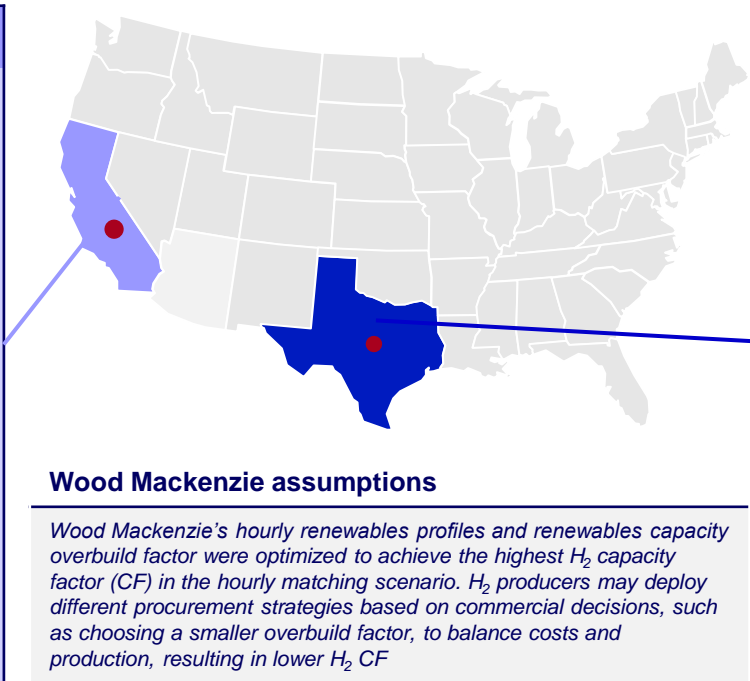 Wood Mackenzie assumptions
Wood Mackenzie’s hourly renewables profiles and renewables capacity
overbuild factor were optimized to achieve the highest H₂ capacity
factor (CF) in the hourly matching scenario. H₂ producers may deploy
different procurement strategies based on commercial decisions, such
as choosing a smaller overbuild factor, to balance costs and
production, resulting in lower H₂ CF